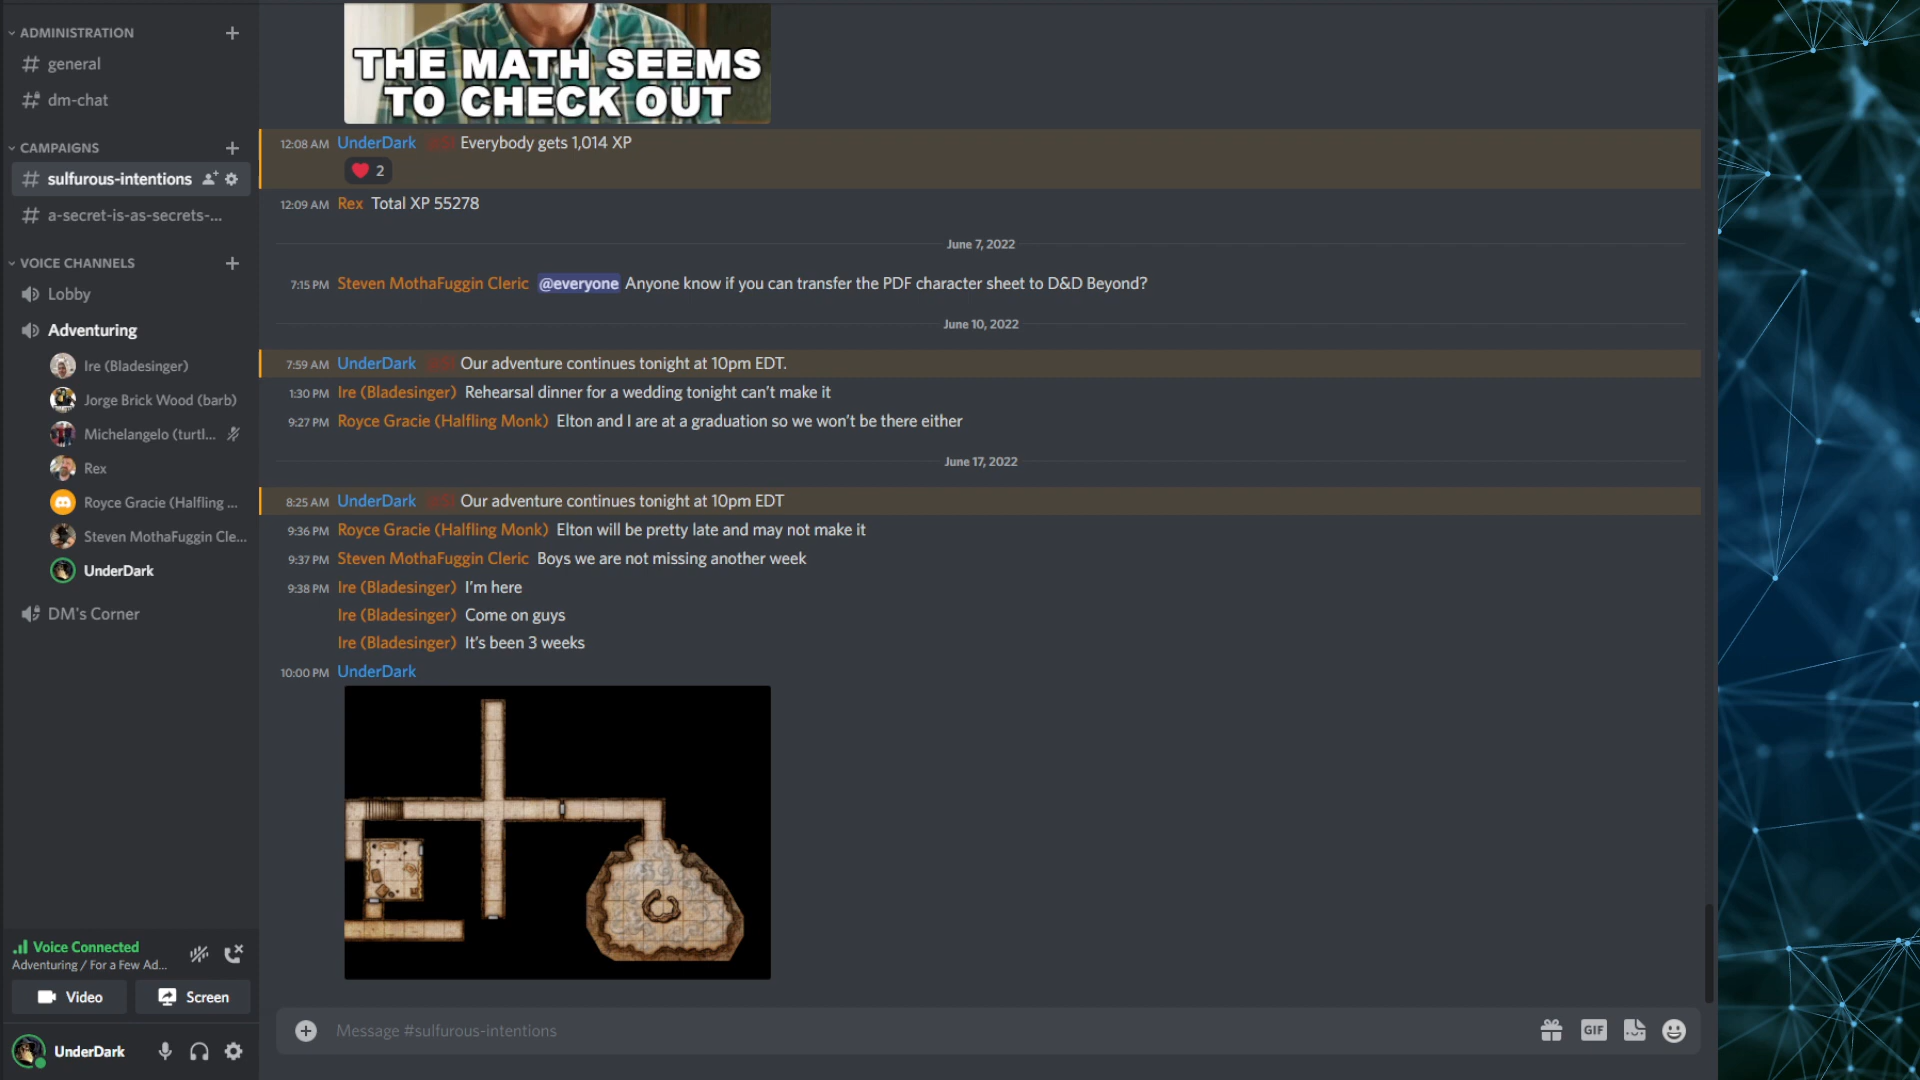 ADMINISTRATION
general
dm-chat
CAMPAIGNS
sulfurous-intentions
a-secret-is-as-secrets-...
VOICE CHANNELS
Lobby
Adventuring
Ire (Bladesinger)
Jorge Brick Wood (barb)
Michelangelo (turtl...
Rex
Royce Gracie (Halfling ...
Steven MothaFuggin Cle...
UnderDark
DM's Corner
Voice Connected
Adventuring / For a Few Ad...
Video
Screen
UnderDark
THE MATH SEEMS
TO CHECK OUT
12:08 AM UnderDark Everybody gets 1,014 XP
2
12:09 AM Rex Total XP 55278
June 7, 2022
7:15 PM Steven MothaFuggin Cleric @everyone Anyone know if you can transfer the PDF character sheet to D&D Beyond?
June 10, 2022
7:59 AM UnderDark Our adventure continues tonight at 10pm EDT.
1:30 PM Ire (Bladesinger) Rehearsal dinner for a wedding tonight can't make it
9:27 PM Royce Gracie (Halfling Monk) Elton and I are at a graduation so we won't be there either
June 17, 2022
8:25 AM UnderDark Our adventure continues tonight at 10pm EDT
9:36 PM Royce Gracie (Halfling Monk) Elton will be pretty late and may not make it
9:37 PM Steven MothaFuggin Cleric Boys we are not missing another week
9:38 PM Ire (Bladesinger) I'm here
Ire (Bladesinger) Come on guys
Ire (Bladesinger) It's been 3 weeks
10:00 PM UnderDark
Message #sulfurous-intentions
GIF